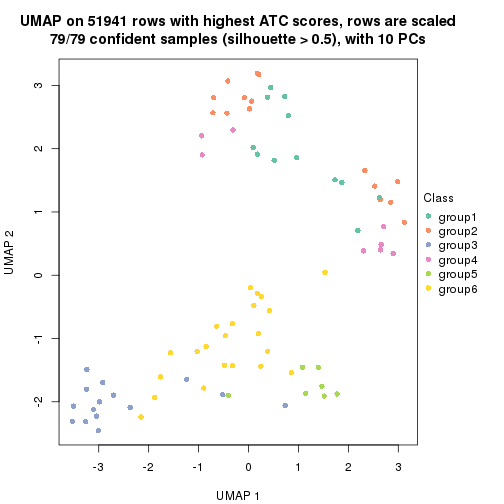 UMAP on 51941 rows with highest ATC scores, rows are scaled
79/79 confident samples (silhouette > 0.5), with 10 PCs
3
2
1
0
-1
-2
UMAP 2
-3
-2
-1
0
1
2
3
UMAP 1
Class
group1
group2
group3
group4
group5
group6